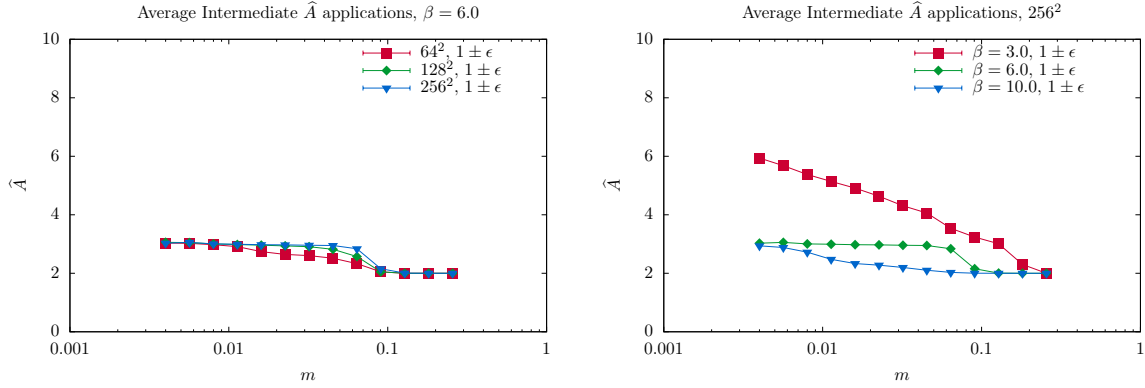 Average Intermediate Â applications, β = 6.0
10
8
6
4
2
0
Â
0.001
0.01
0.1
1
m
64², 1 ± ϵ
128², 1 ± ϵ
256², 1 ± ϵ
Average Intermediate Â applications, 256²
10
8
6
4
2
0
Â
0.001
0.01
0.1
1
m
β = 3.0, 1 ± ϵ
β = 6.0, 1 ± ϵ
β = 10.0, 1 ± ϵ